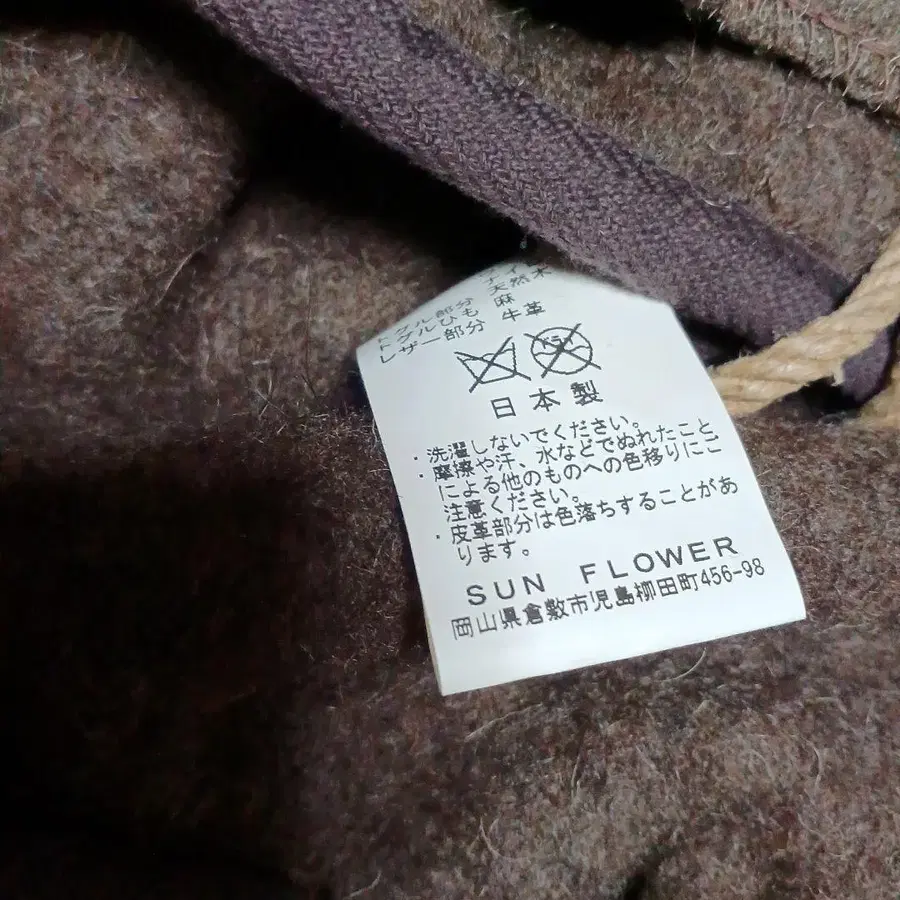 ナイ
トグル部分 天然木
トグルひも 麻
レザー部分 牛革
日本製
・洗濯しないでください。
・摩擦や汗、水などでぬれたこと
による他のものへの色移りにご
注意ください。
・皮革部分は色落ちすることがあ
ります。
SUN FLOWER
岡山県倉敷市児島柳田町456-98